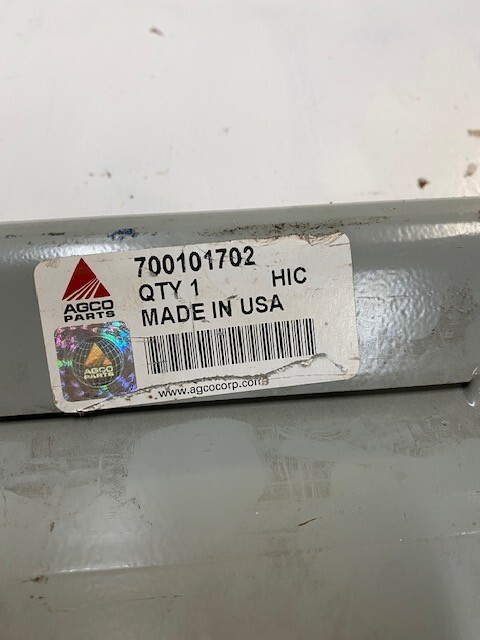 AGCO
PARTS
700101702
QTY 1 HIC
MADE IN USA
AGCO
PARTS
www.agcocorp.com